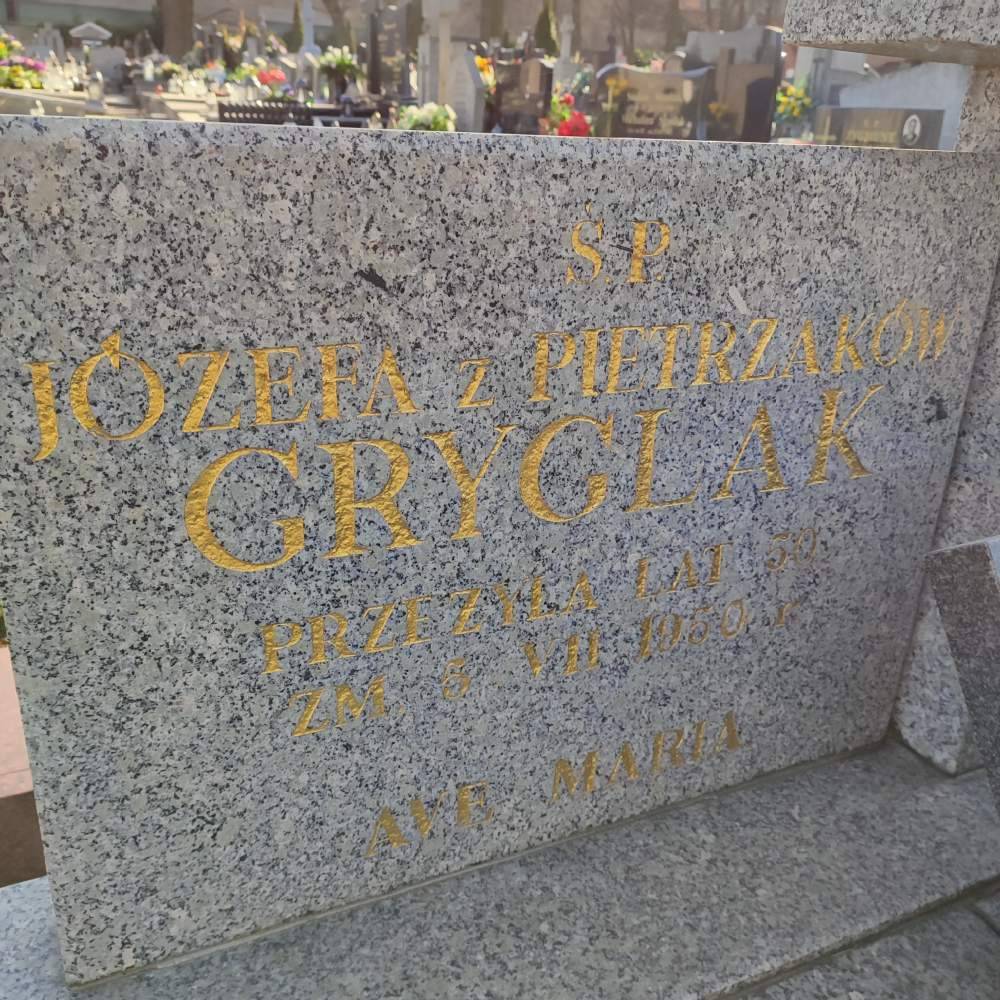 Ś.P.
JÓZEFA z PIETRZAKÓW
GRYGLAK
PRZEŻYŁA LAT 50
ZM. 5 VII 1950 r
AVE MARIA